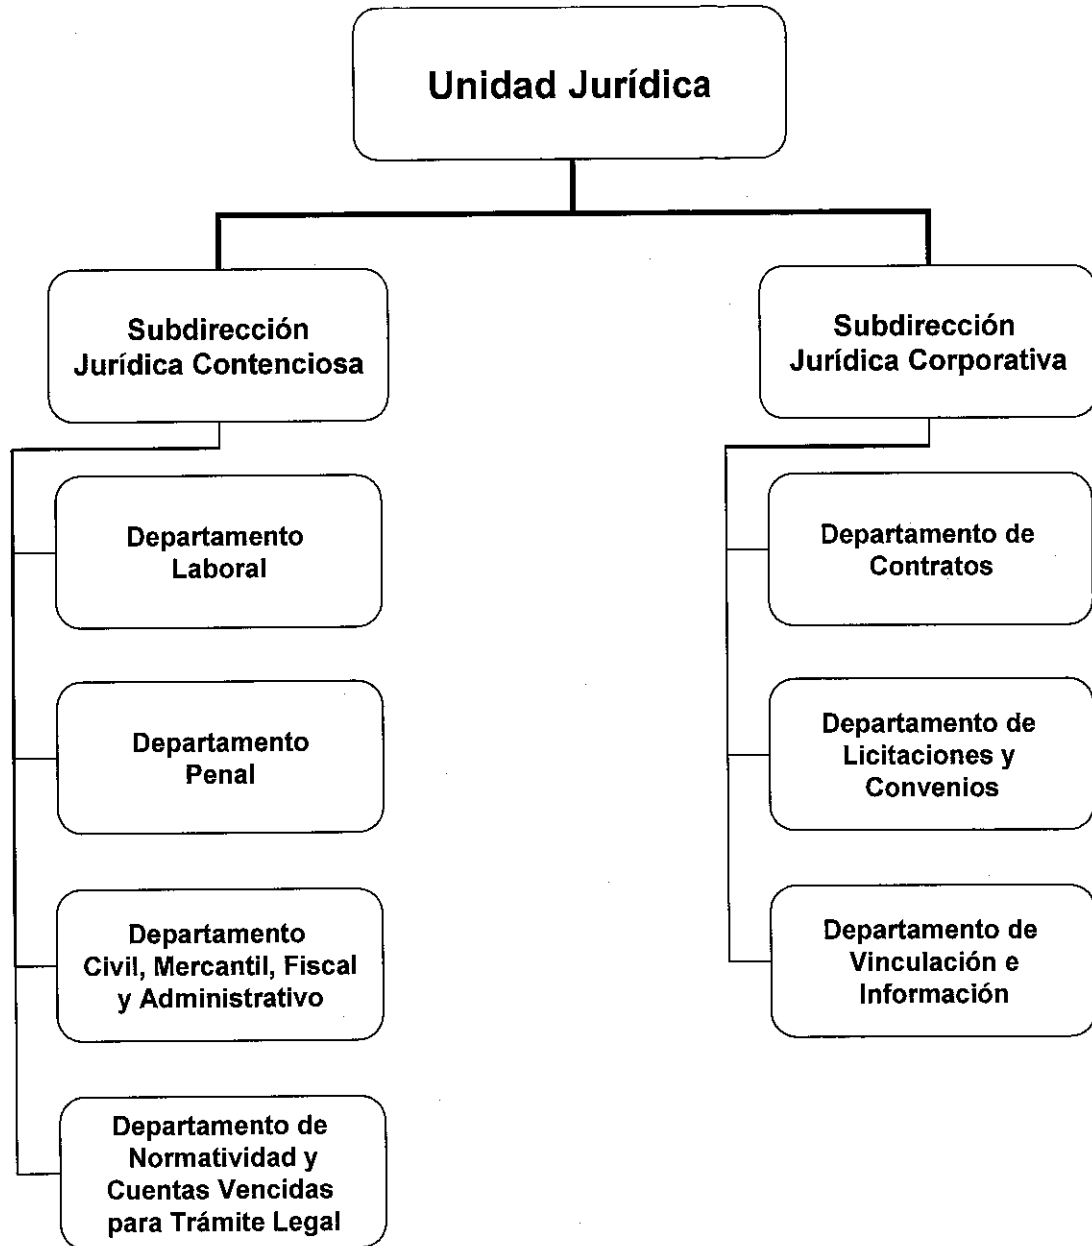 Unidad Jurídica
Subdirección
Jurídica Contenciosa
Departamento
Laboral
Departamento
Penal
Departamento
Civil, Mercantil, Fiscal
y Administrativo
Departamento de
Normatividad y
Cuentas Vencidas
para Trámite Legal
Subdirección
Jurídica Corporativa
Departamento de
Contratos
Departamento de
Licitaciones y
Convenios
Departamento de
Vinculación e
Información